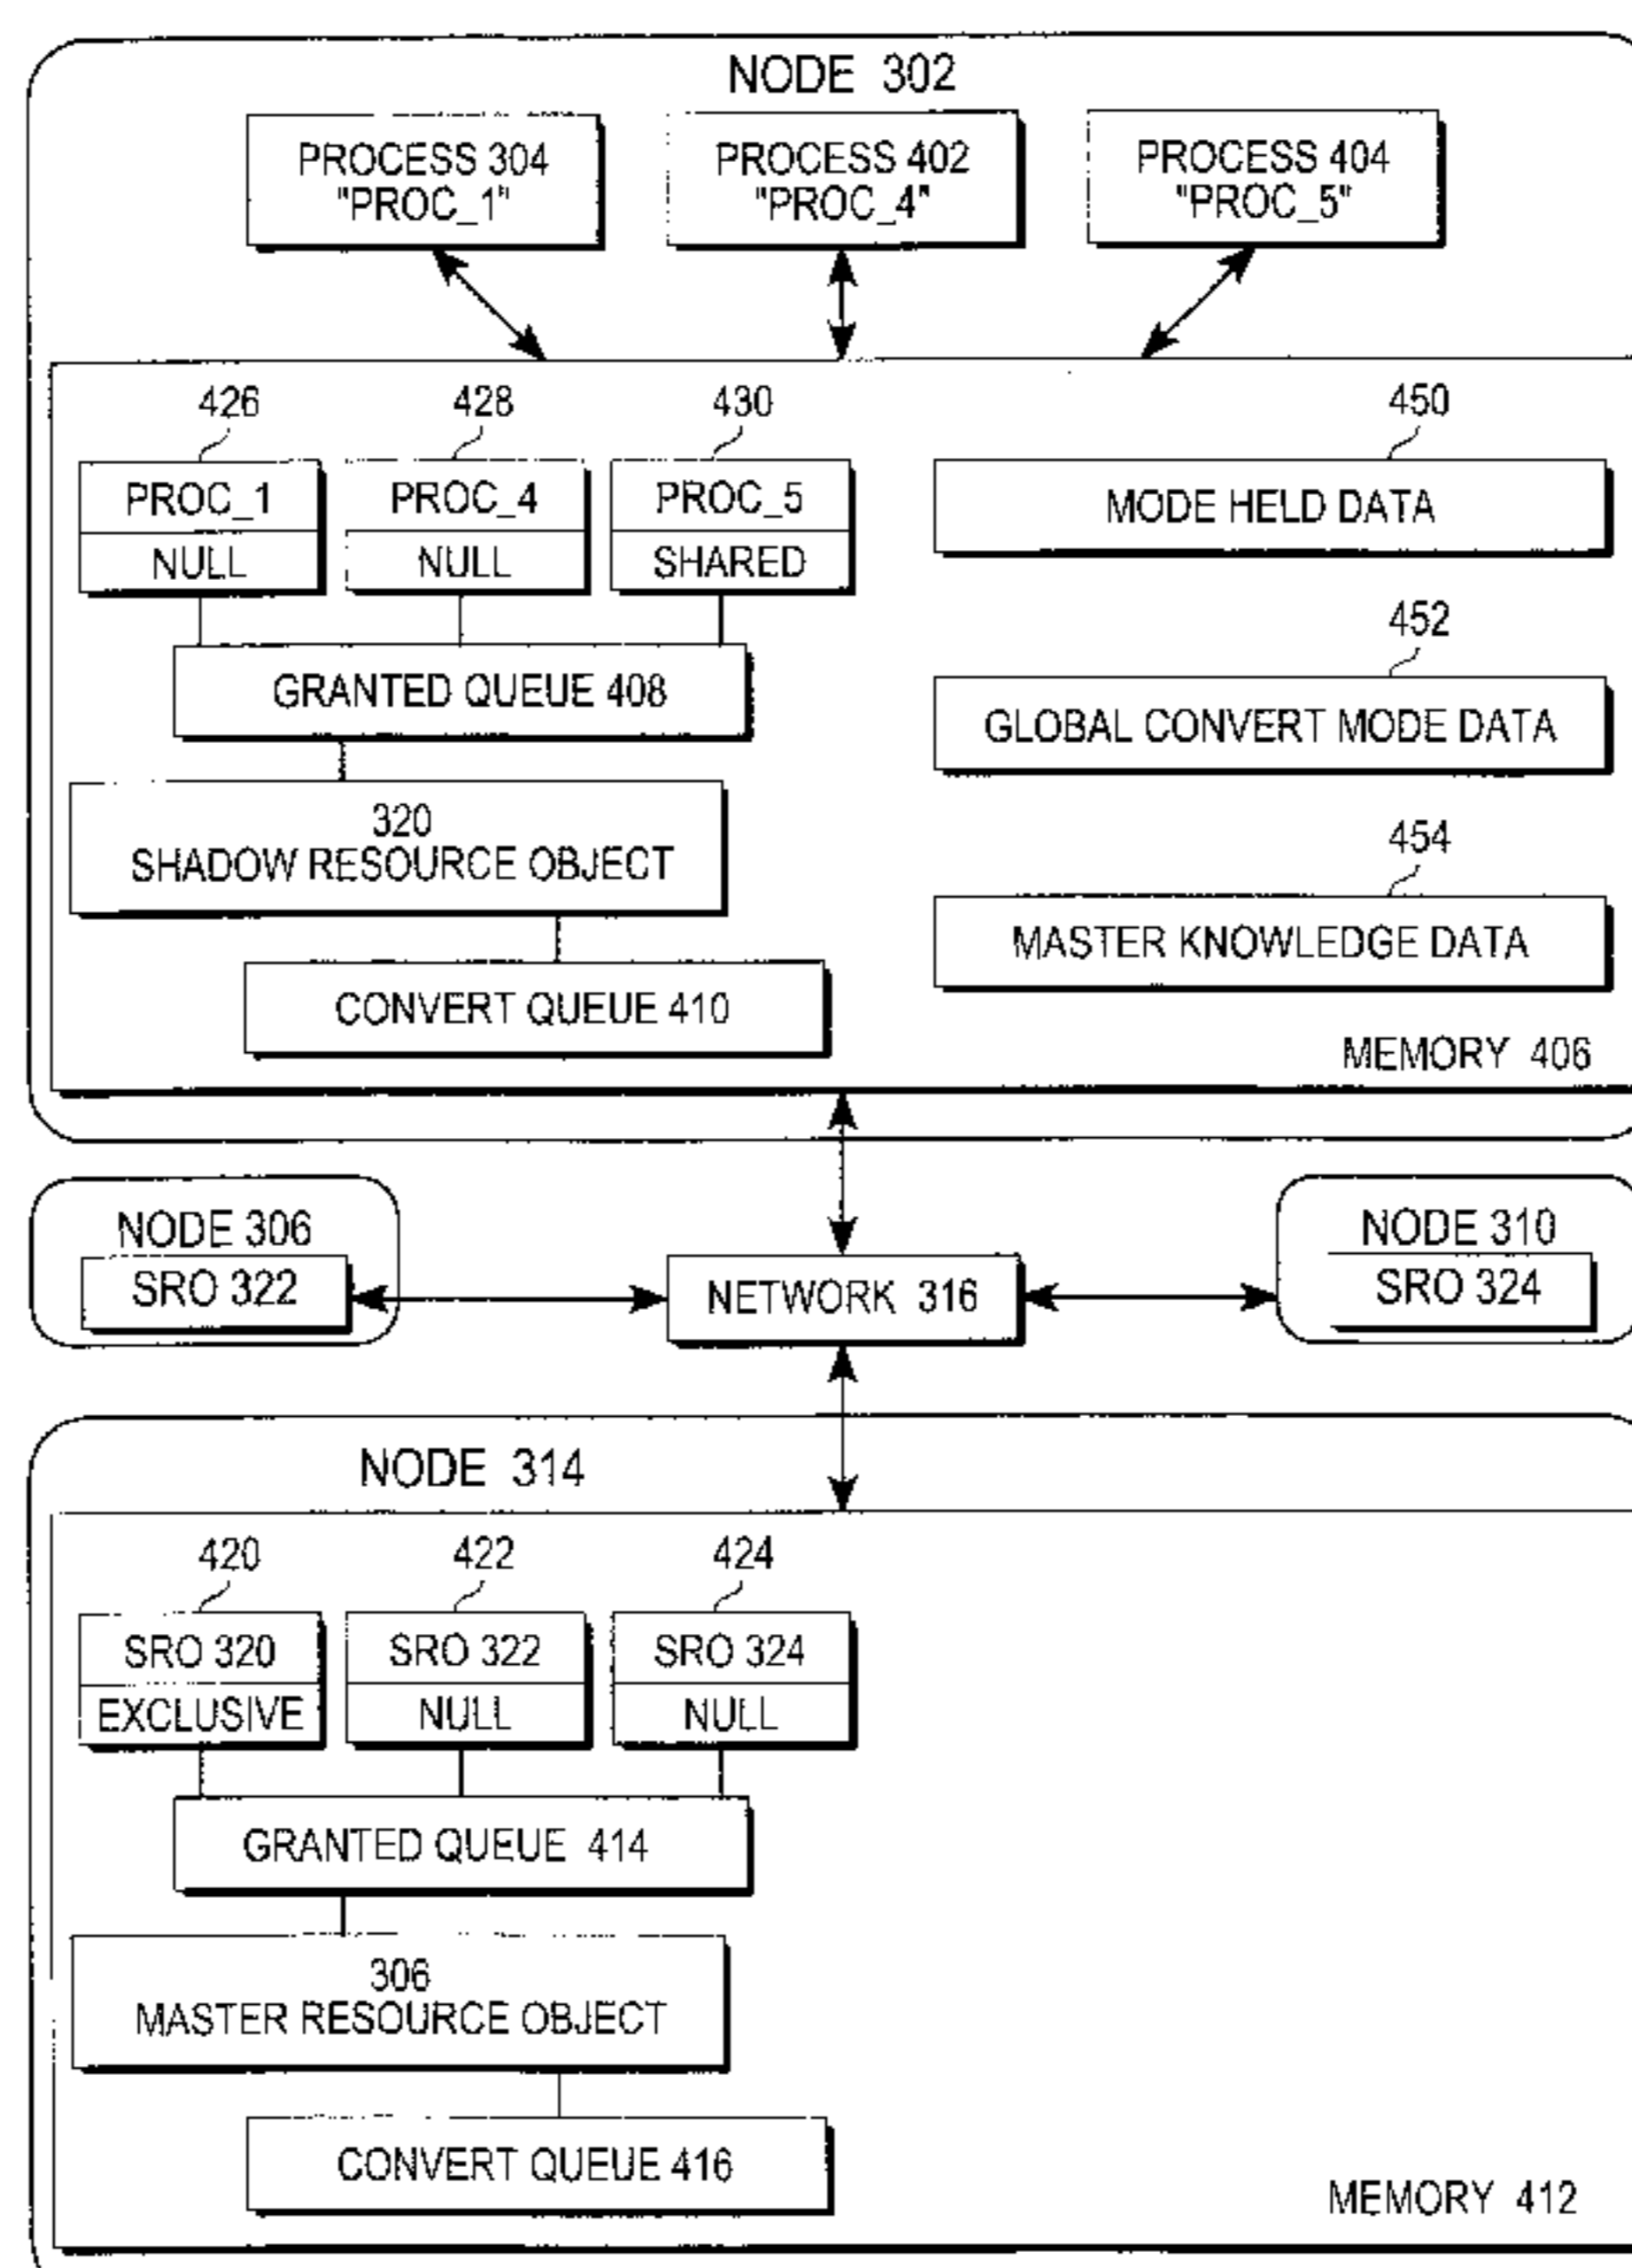 NODE 302
PROCESS 304
"PROC_1"
PROCESS 402
"PROC_4"
PROCESS 404
"PROC_5"
426
428
430
450
PROC_1
NULL
PROC_4
NULL
PROC_5
SHARED
MODE HELD DATA
452
GRANTED QUEUE 408
GLOBAL CONVERT MODE DATA
320
SHADOW RESOURCE OBJECT
454
MASTER KNOWLEDGE DATA
CONVERT QUEUE 410
MEMORY 406
NODE 306
SRO 322
NETWORK 316
NODE 310
SRO 324
NODE 314
420
422
424
SRO 320
EXCLUSIVE
SRO 322
NULL
SRO 324
NULL
GRANTED QUEUE 414
306
MASTER RESOURCE OBJECT
CONVERT QUEUE 416
MEMORY 412